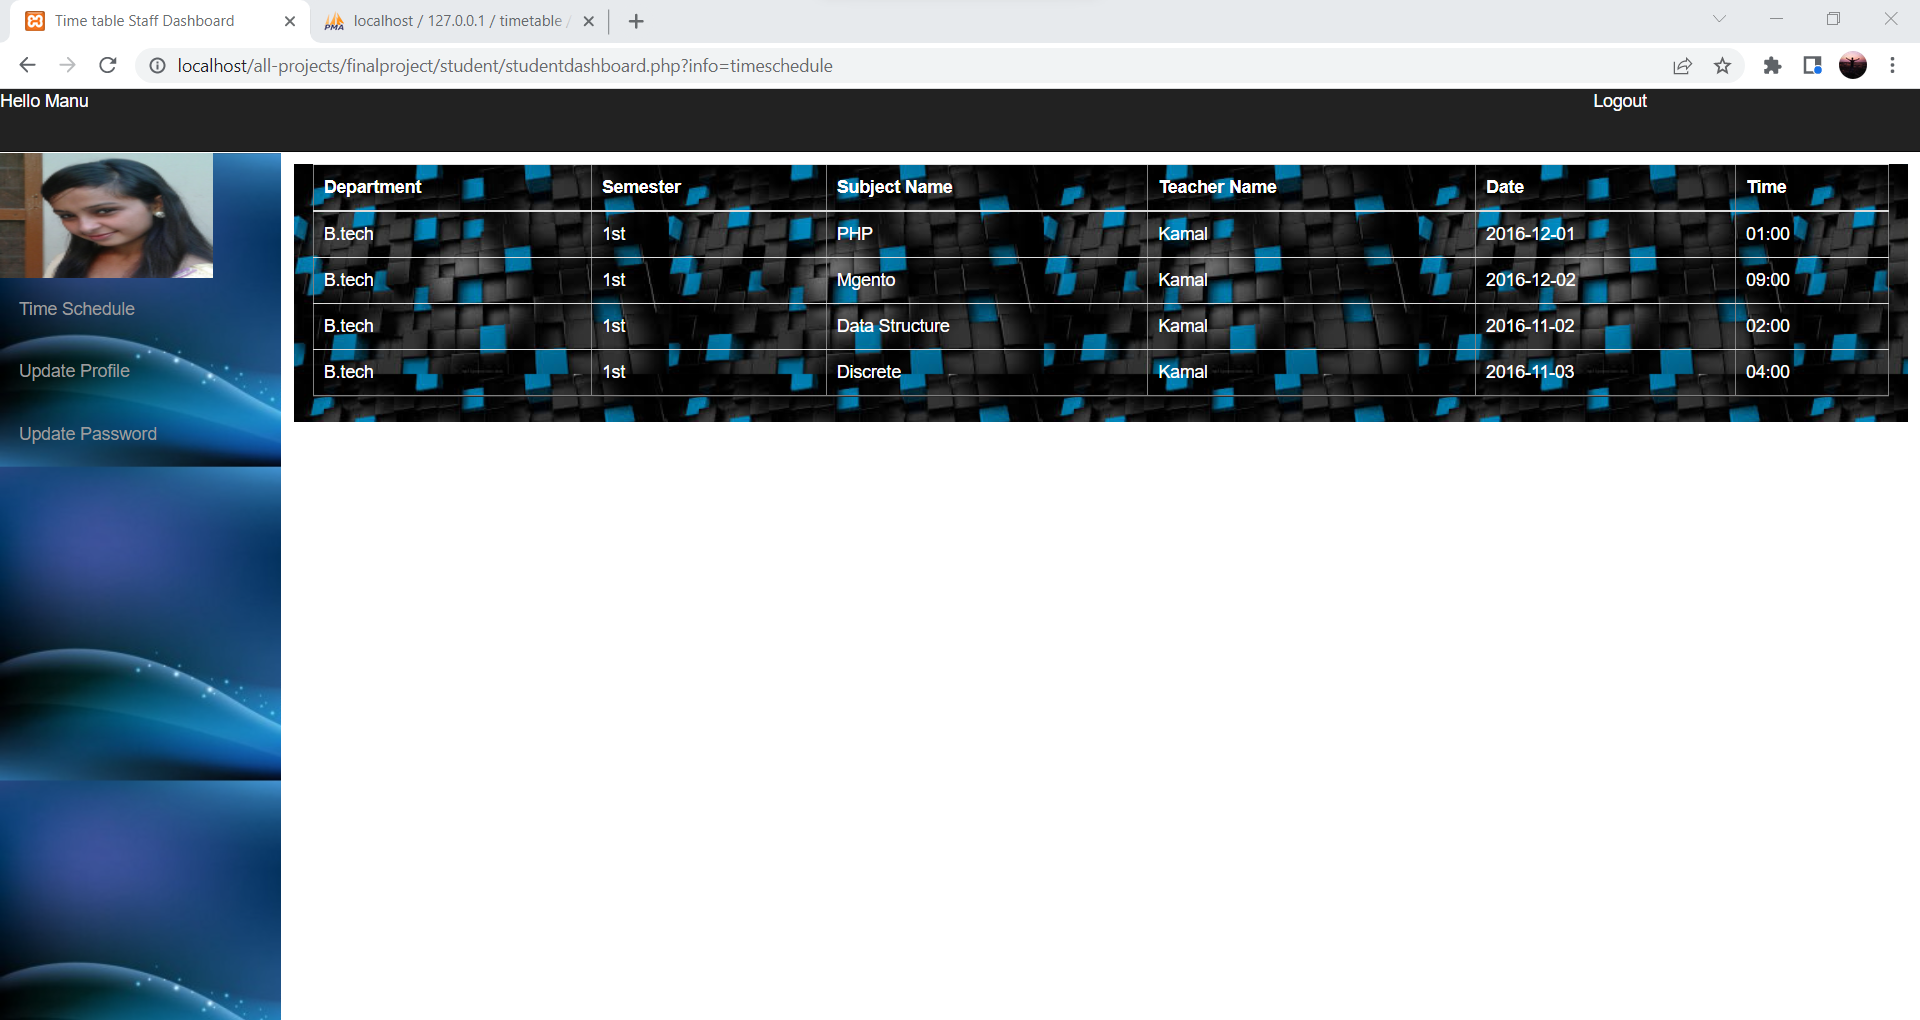 Time table Staff Dashboard
PMA localhost / 127.0.0.1 / timetable /
localhost/all-projects/finalproject/student/studentdashboard.php?info=timeschedule
Hello Manu Logout
Department Semester Subject Name Teacher Name Date Time
B.tech 1st PHP Kamal 2016-12-01 01:00
B.tech 1st Mgento Kamal 2016-12-02 09:00
B.tech 1st Data Structure Kamal 2016-11-02 02:00
B.tech 1st Discrete Kamal 2016-11-03 04:00
Time Schedule
Update Profile
Update Password